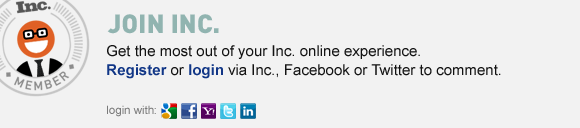 Inc.
MEMBER
JOIN INC.
Get the most out of your Inc. online experience.
Register or login via Inc., Facebook or Twitter to comment.
login with: